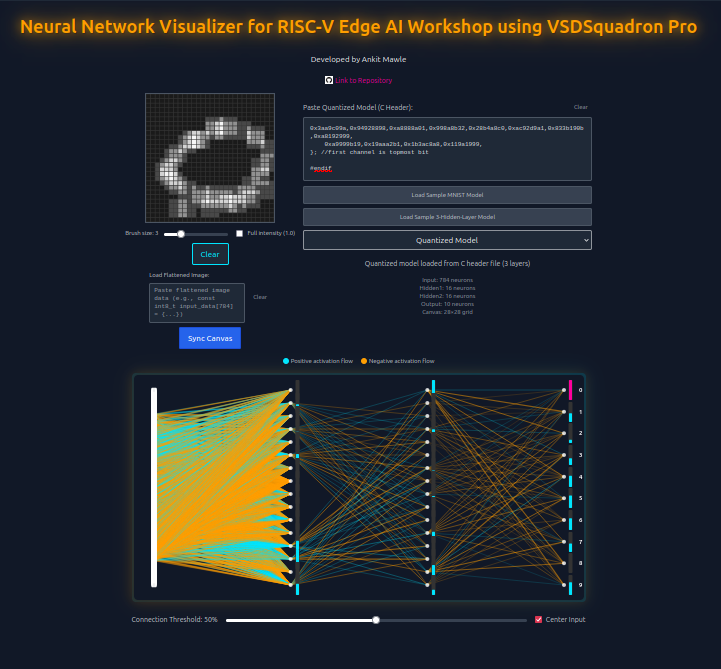 Neural Network Visualizer for RISC-V Edge AI Workshop using VSDSquadron Pro
Developed by Ankit Mawle
Link to Repository
Paste Quantized Model (C Header):
Clear
0x3aa9c09a,0x94928898,0xa8888a01,0x998a8b32,0x28b4a8c0,0xac92d9a1,0x833b190b
,0xa8192999,
0xa9999b19,0x19aaa2b1,0x1b3ac8a8,0x119a1999,
}; //first channel is topmost bit
#endif
Load Sample MNIST Model
Load Sample 3-Hidden-Layer Model
Quantized Model
Quantized model loaded from C header file (3 layers)
Input: 784 neurons
Hidden1: 16 neurons
Hidden2: 16 neurons
Output: 10 neurons
Canvas: 28×28 grid
Brush size: 3
Full intensity (1.0)
Clear
Load Flattened Image:
Paste flattened image
data (e.g., const
int8_t input_data[784]
= {...})
Clear
Sync Canvas
Positive activation flow
Negative activation flow
0
1
2
3
4
5
6
7
8
9
Connection Threshold: 50%
Center Input